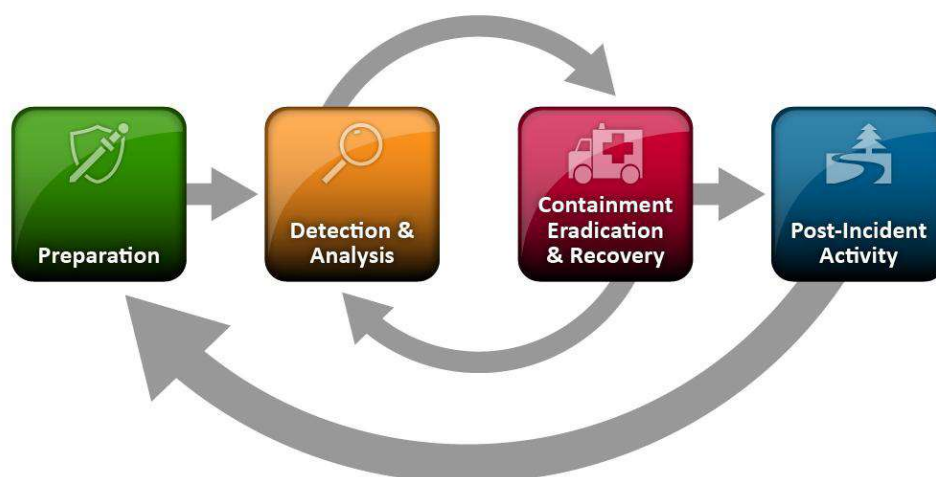 Preparation
Detection &
Analysis
Containment
Eradication
& Recovery
Post-Incident
Activity